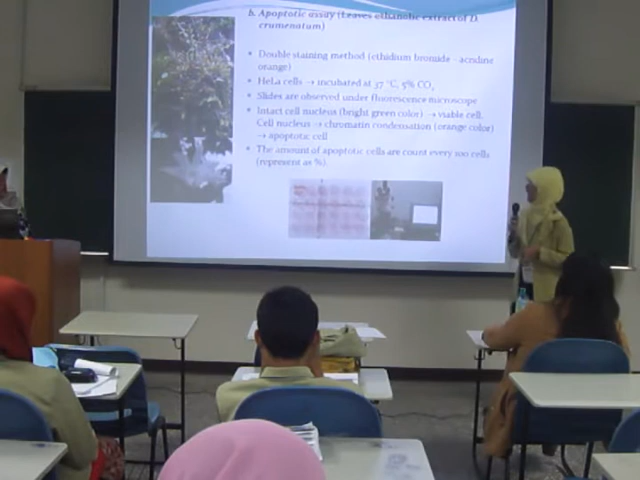 b. Apoptotic assay (Leaves ethanolic extract of D.
crumenatum)
• Double staining method (ethidium bromide - acridine
orange)
• HeLa cells → incubated at 37 °C, 5% CO₂
• Slides are observed under fluorescence microscope
• Intact cell nucleus (bright green color) → viable cell.
Cell nucleus → chromatin condensation (orange color)
→ apoptotic cell
• The amount of apoptotic cells are count every 100 cells
(represent as %)